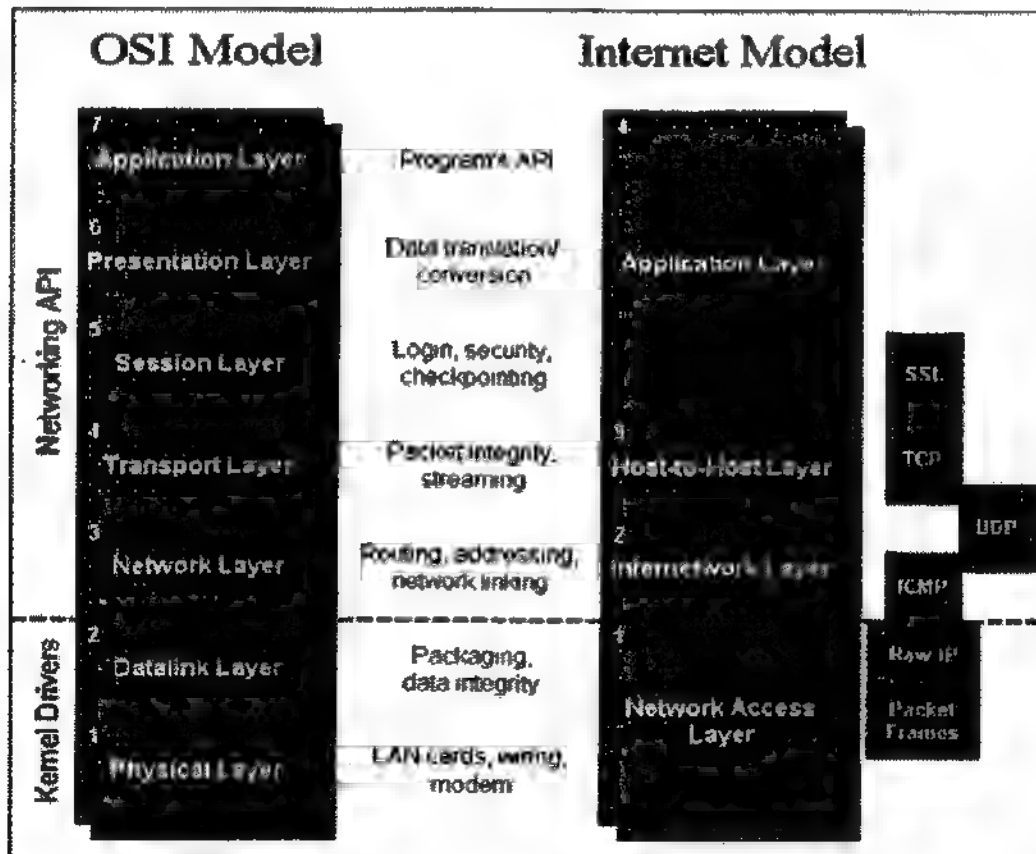 OSI Model
Internet Model
7
Application Layer
Program's API
4
6
Presentation Layer
Data translation/
conversion
Application Layer
5
Session Layer
Login, security,
checkpointing
SSL
4
Transport Layer
Packet integrity,
streaming
3
Host-to-Host Layer
TCP
UDP
3
Network Layer
Routing, addressing,
network linking
2
Internetwork Layer
ICMP
2
Datalink Layer
Packaging,
data integrity
1
Network Access
Layer
Raw IP
Packet
Frames
1
Physical Layer
LAN cards, wiring,
modem
Networking API
Kernel Drivers